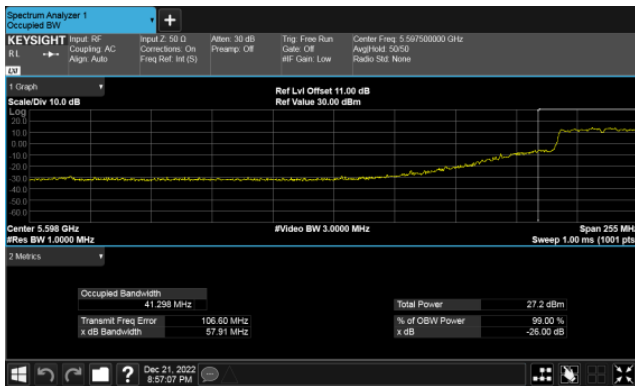 Spectrum Analyzer 1
Occupied BW
+
KEYSIGHT Input: RF Input Z: 50 Ω Atten: 30 dB Trig: Free Run Center Freq: 5.597500000 GHz
R L Coupling: AC Corrections: On Preamp: Off Gate: Off Avg|Hold: 50/50
Align: Auto Freq Ref: Int (S) #IF Gain: Low Radio Std: None
LXI
1 Graph Ref Lvl Offset 11.00 dB
Scale/Div 10.0 dB Ref Value 30.00 dBm
Log
20.0
10.0
0.00
-10.0
-20.0
-30.0
-40.0
-50.0
-60.0
Center 5.598 GHz #Video BW 3.0000 MHz Span 255 MHz
#Res BW 1.0000 MHz Sweep 1.00 ms (1001 pts
2 Metrics
Occupied Bandwidth
41.298 MHz Total Power 27.2 dBm
Transmit Freq Error 106.60 MHz % of OBW Power 99.00 %
x dB Bandwidth 57.91 MHz x dB -26.00 dB
? Dec 21, 2022
8:57:07 PM